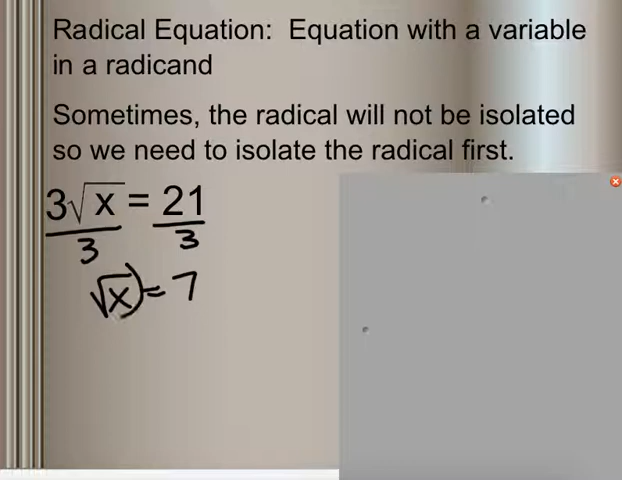 Radical Equation:  Equation with a variable
in a radicand
Sometimes, the radical will not be isolated
so we need to isolate the radical first.
3√x = 21
3 3
√x) = 7